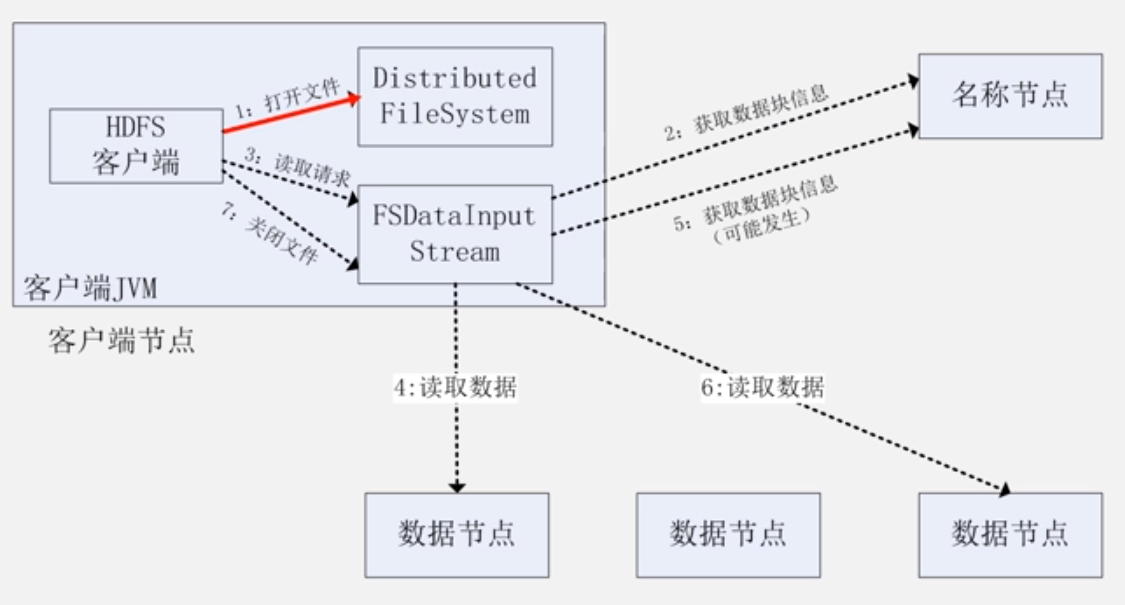 Distributed
FileSystem
名称节点
1: 打开文件
HDFS
客户端
2: 获取数据块信息
3: 读取请求
FSDataInput
Stream
5: 获取数据块信息
（可能发生）
7: 关闭文件
客户端JVM
客户端节点
4:读取数据
6:读取数据
数据节点
数据节点
数据节点